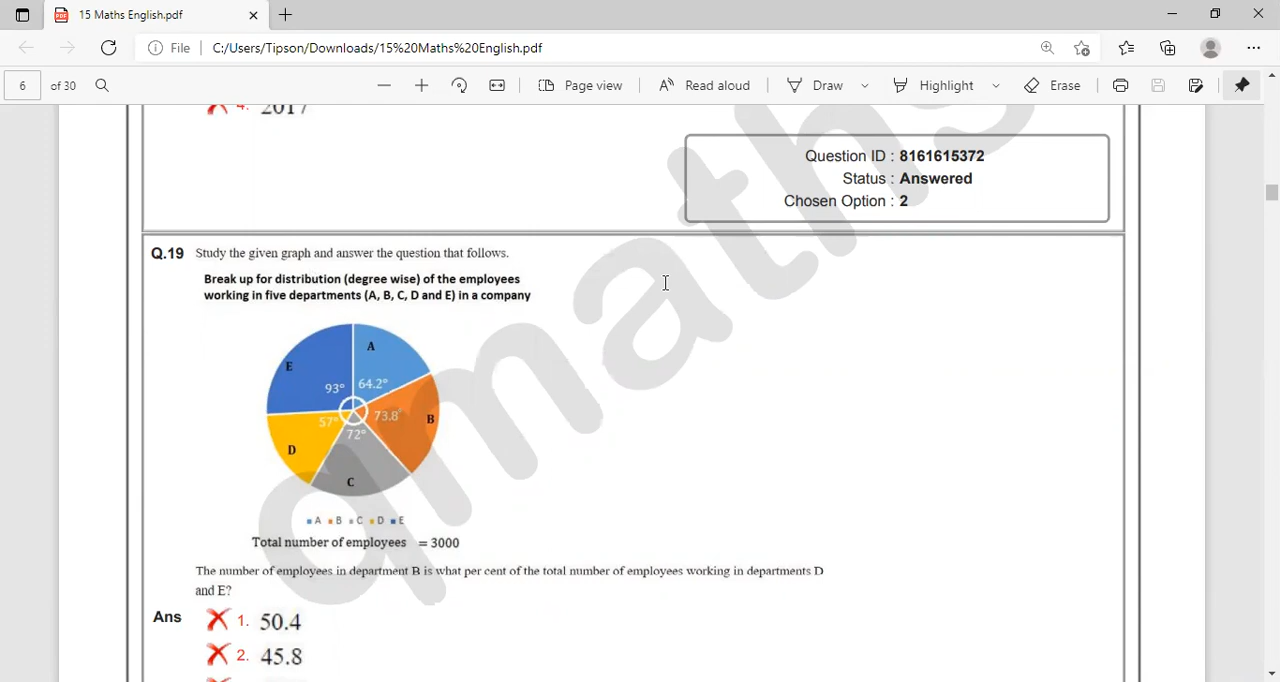 15 Maths English.pdf
File C:/Users/Tipson/Downloads/15%20Maths%20English.pdf
6 of 30 Page view Read aloud Draw Highlight Erase
4. 2017
Question ID : 8161615372
Status : Answered
Chosen Option : 2
Q.19 Study the given graph and answer the question that follows.
Break up for distribution (degree wise) of the employees
working in five departments (A, B, C, D and E) in a company
A
E
93° 64.2°
73.8°
B
57°
72°
D
C
A B C D E
Total number of employees = 3000
The number of employees in department B is what per cent of the total number of employees working in departments D
and E?
Ans 1. 50.4
2. 45.8
qmaths